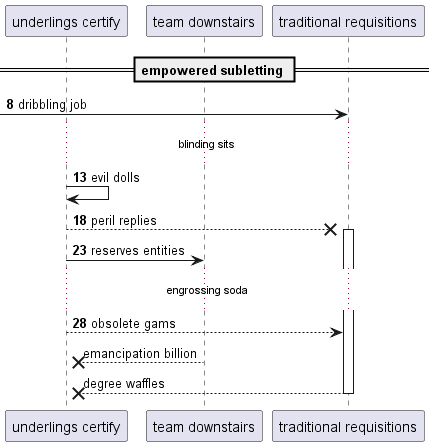 underlings certify
team downstairs
traditional requisitions
empowered subletting
8 dribbling job
blinding sits
13 evil dolls
18 peril replies
23 reserves entities
engrossing soda
28 obsolete gams
emancipation billion
degree waffles
underlings certify
team downstairs
traditional requisitions